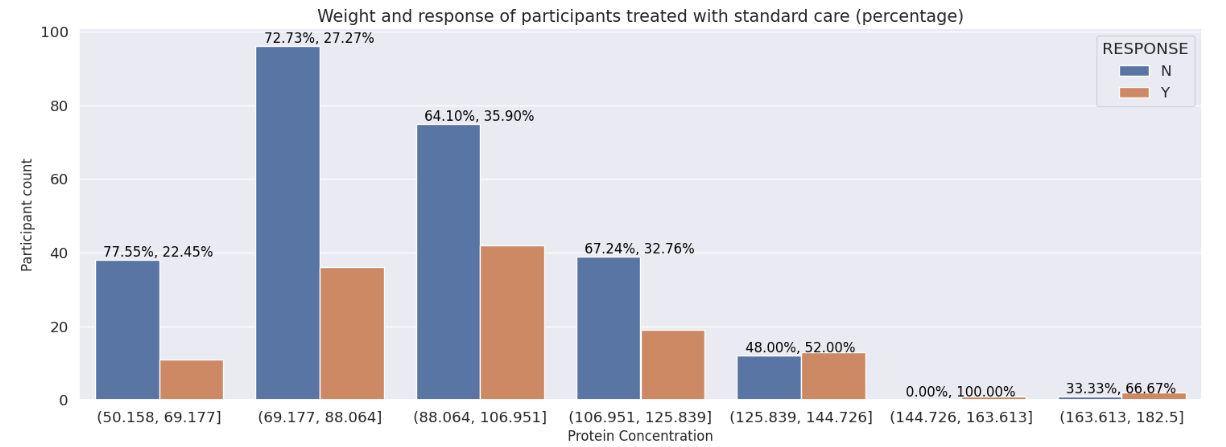 Weight and response of participants treated with standard care (percentage)
100
80
60
40
20
0
Participant count
72.73%, 27.27%
64.10%, 35.90%
77.55%, 22.45%
67.24%, 32.76%
48.00%, 52.00%
0.00%, 100.00%
33.33%, 66.67%
RESPONSE
N
Y
(50.158, 69.177] (69.177, 88.064] (88.064, 106.951] (106.951, 125.839] (125.839, 144.726] (144.726, 163.613] (163.613, 182.5]
Protein Concentration